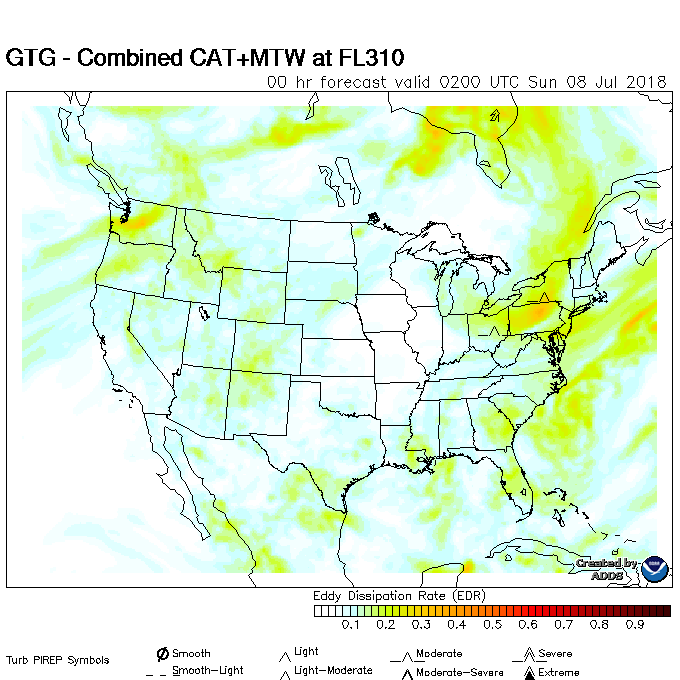 GTG - Combined CAT+MTW at FL310
00 hr forecast valid 0200 UTC Sun 08 Jul 2018
Created by
ADDS
NOAA
Eddy Dissipation Rate (EDR)
0.1 0.2 0.3 0.4 0.5 0.6 0.7 0.8 0.9
Turb PIREP Symbols
Smooth Light Moderate Severe
Smooth-Light Light-Moderate Moderate-Severe Extreme